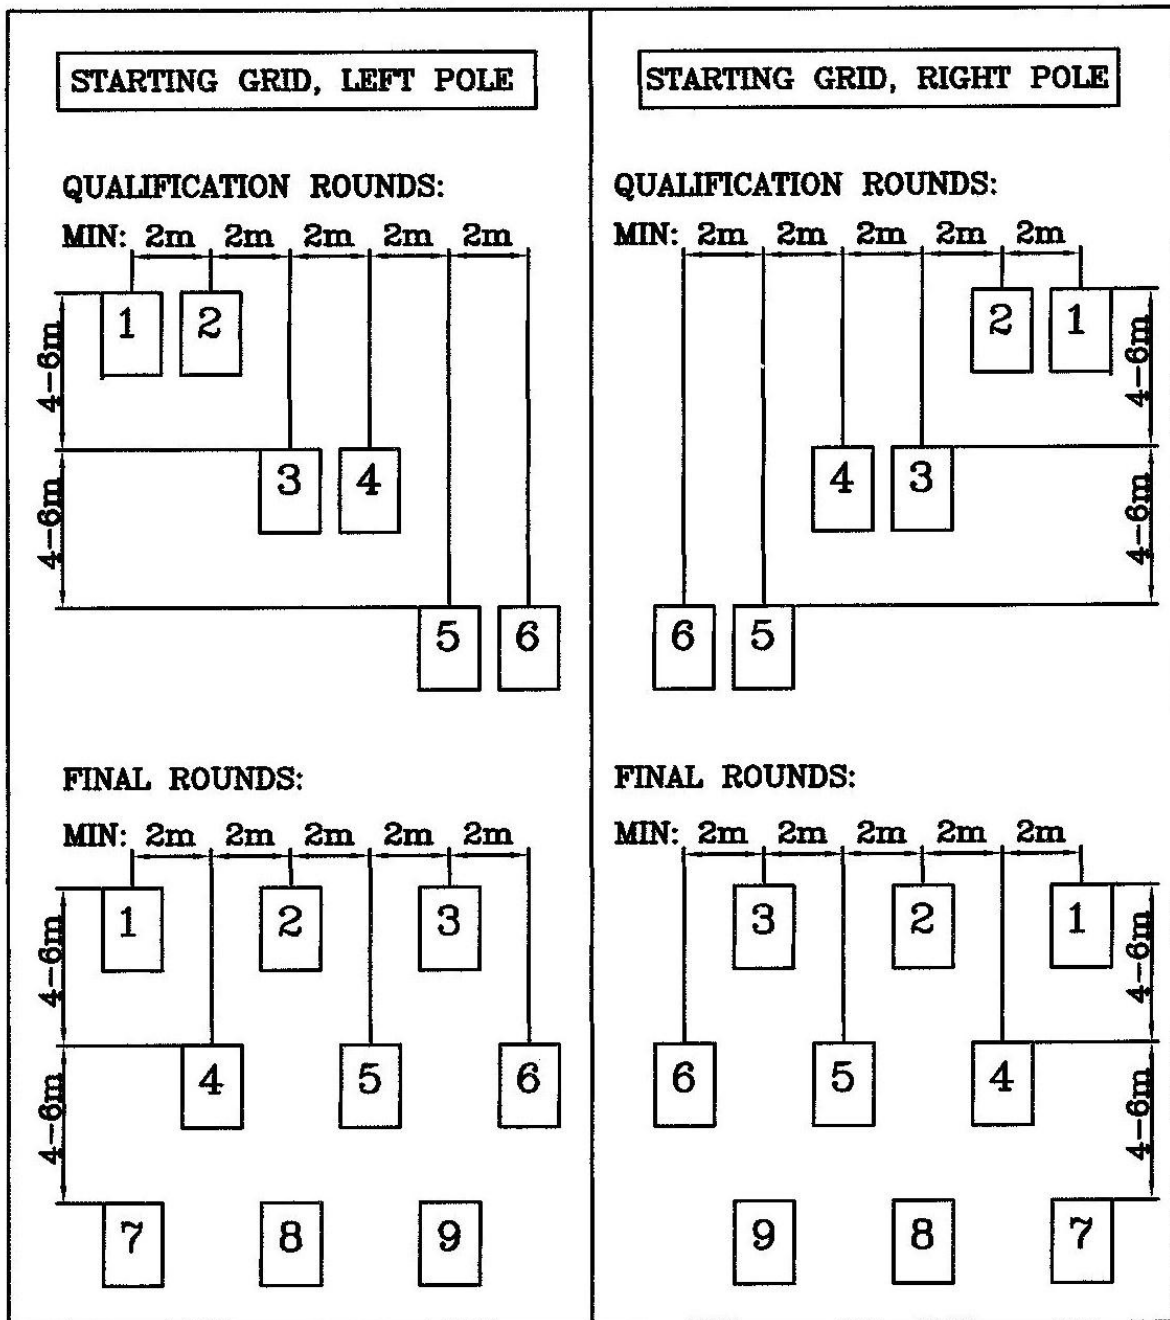 STARTING GRID, LEFT POLE
QUALIFICATION ROUNDS:
MIN: 2m 2m 2m 2m 2m
1 2
4-6m
3 4
4-6m
5 6
FINAL ROUNDS:
MIN: 2m 2m 2m 2m 2m
1 2 3
4-6m
4 5 6
4-6m
7 8 9
STARTING GRID, RIGHT POLE
QUALIFICATION ROUNDS:
MIN: 2m 2m 2m 2m 2m
2 1
4-6m
4 3
4-6m
6 5
FINAL ROUNDS:
MIN: 2m 2m 2m 2m 2m
3 2 1
4-6m
6 5 4
4-6m
9 8 7